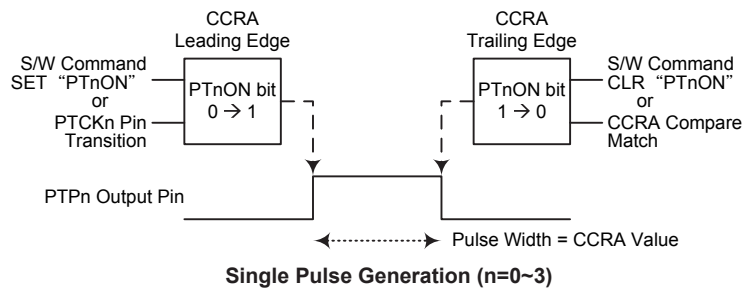 CCRA
Leading Edge
CCRA
Trailing Edge
S/W Command
SET “PTnON”
or
PTCKn Pin
Transition
PTnON bit
0 → 1
PTnON bit
1 → 0
S/W Command
CLR “PTnON”
or
CCRA Compare
Match
PTPn Output Pin
Pulse Width = CCRA Value
Single Pulse Generation (n=0~3)